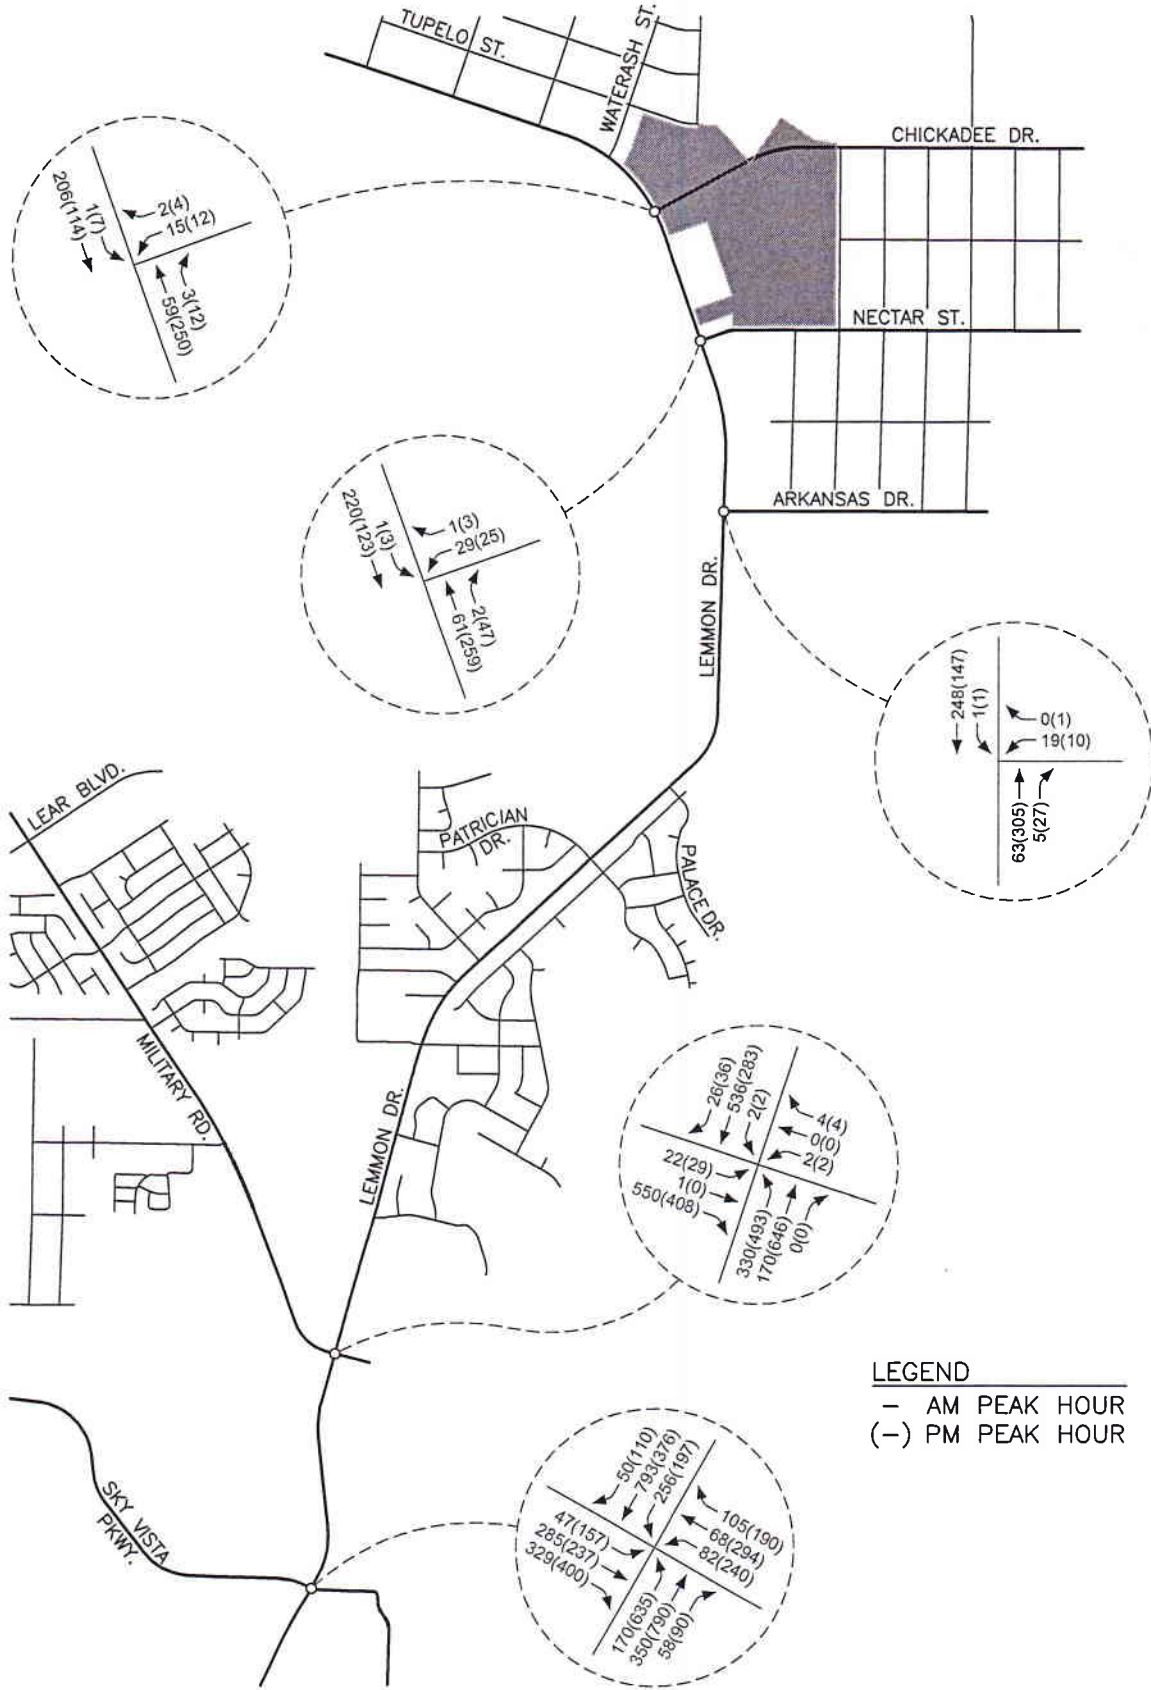 TUPELO ST.
WATERASH ST.
CHICKADEE DR.
206(114)
1(7)
2(4)
15(12)
3(12)
59(250)
NECTAR ST.
220(123)
1(3)
1(3)
29(25)
2(47)
61(259)
ARKANSAS DR.
LEMMON DR.
248(147)
1(1)
0(1)
19(10)
63(305)
5(27)
LEAR BLVD.
PATRICIAN
DR.
PALACE DR.
MILITARY RD.
LEMMON DR.
26(36)
536(283)
2(2)
4(4)
0(0)
2(2)
22(29)
1(0)
550(408)
330(493)
170(646)
0(0)
LEGEND
- AM PEAK HOUR
(-) PM PEAK HOUR
SKY VISTA
PKWY.
50(110)
793(376)
256(197)
105(190)
68(294)
82(240)
47(157)
285(237)
329(400)
170(635)
350(790)
58(90)